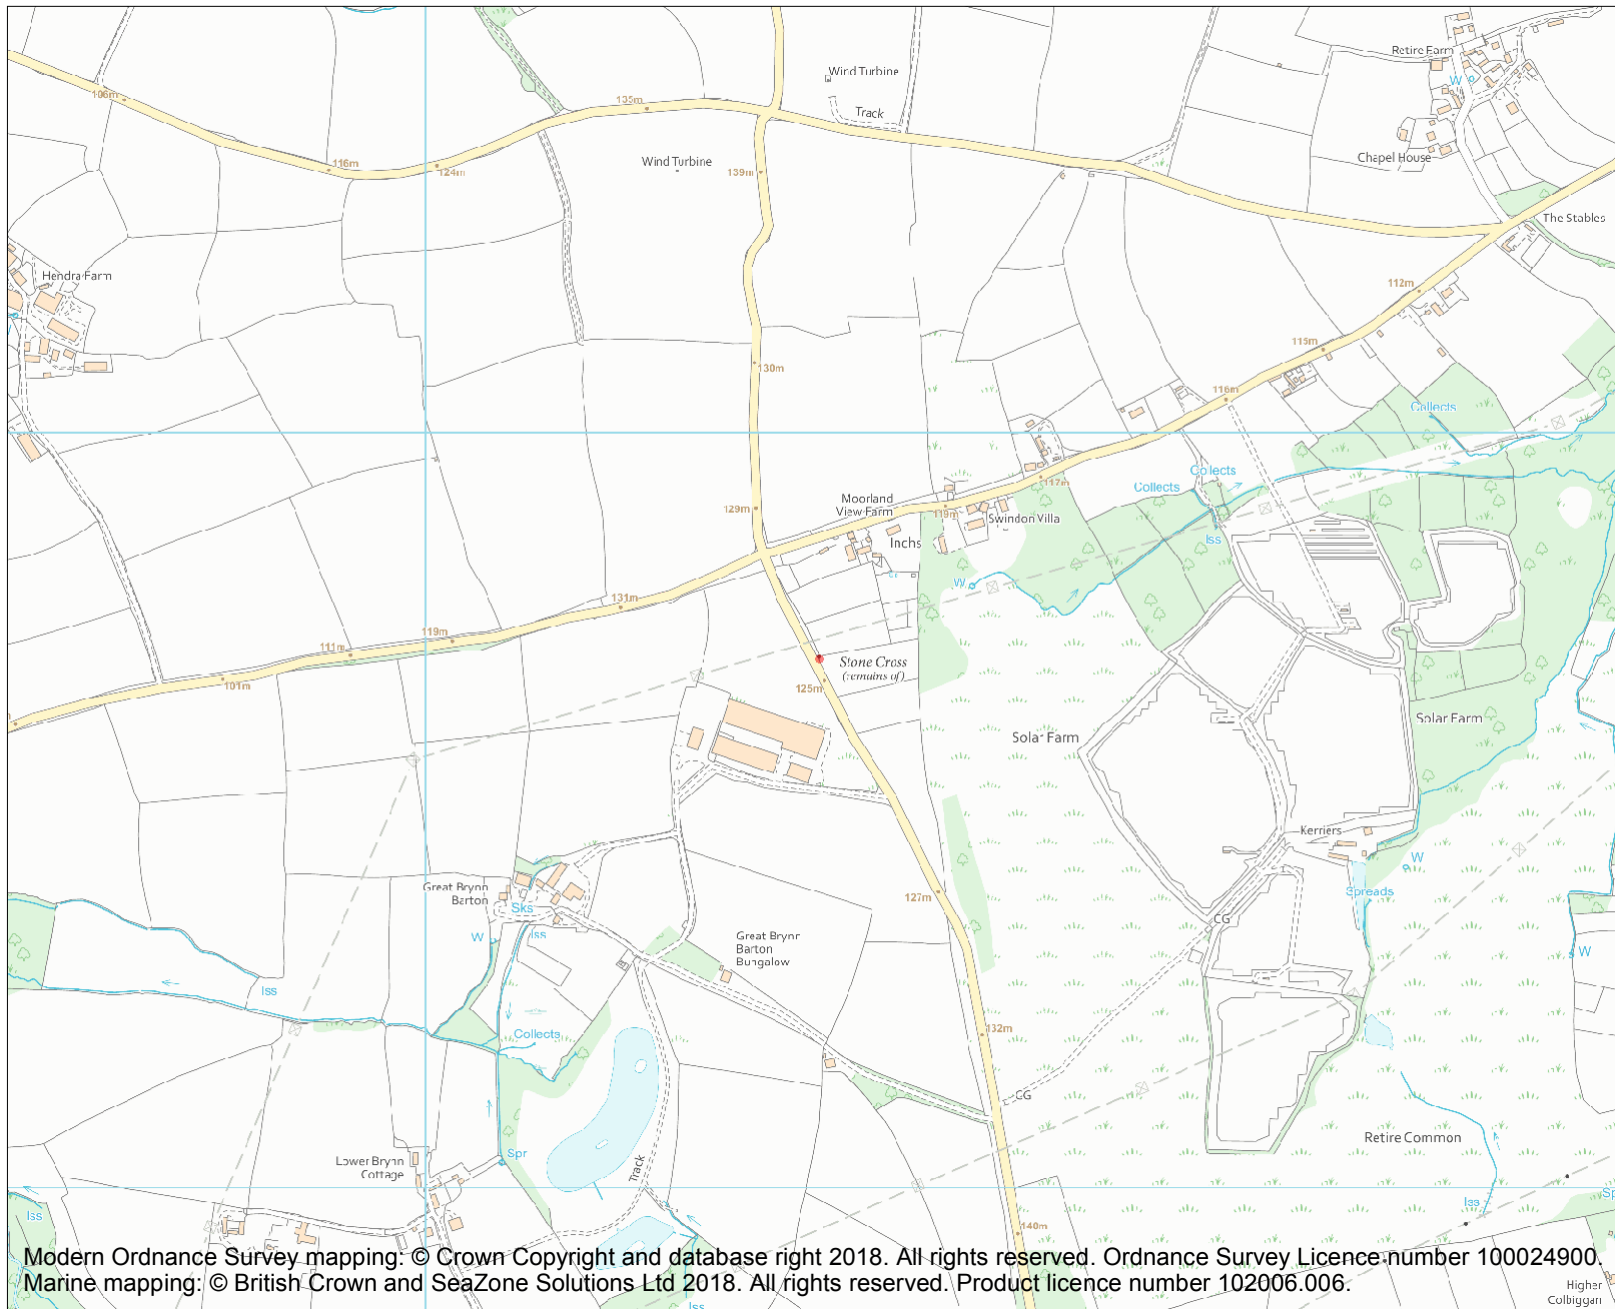 Retire Farm
W
Wind Turbine
106m
135m
Track
Wind Turbine
116m
124m
139m
Chapel House
The Stables
Hendra Farm
112m
115m
130m
116m
Collects
Collects
Collects
117m
Moorland
View Farm
129m
119m
Swindon Villa
Inchs
Iss
W
131m
119m
111m
Stone Cross
(remains of)
125m
101m
Solar Farm
Solar Farm
Kerriers
W
Spreads
Great Brynn
Barton
Sks
127m
CG
W
Iss
Great Brynn
Barton
Bungalow
W
Iss
Collects
132m
CG
Retire Common
Spr
Lower Brynn
Cottage
Track
Iss
Iss
Sp
140m
Modern Ordnance Survey mapping: © Crown Copyright and database right 2018. All rights reserved. Ordnance Survey Licence number 100024900.
Marine mapping: © British Crown and SeaZone Solutions Ltd 2018. All rights reserved. Product licence number 102006.006.
Higher
Colbiggan
Iss